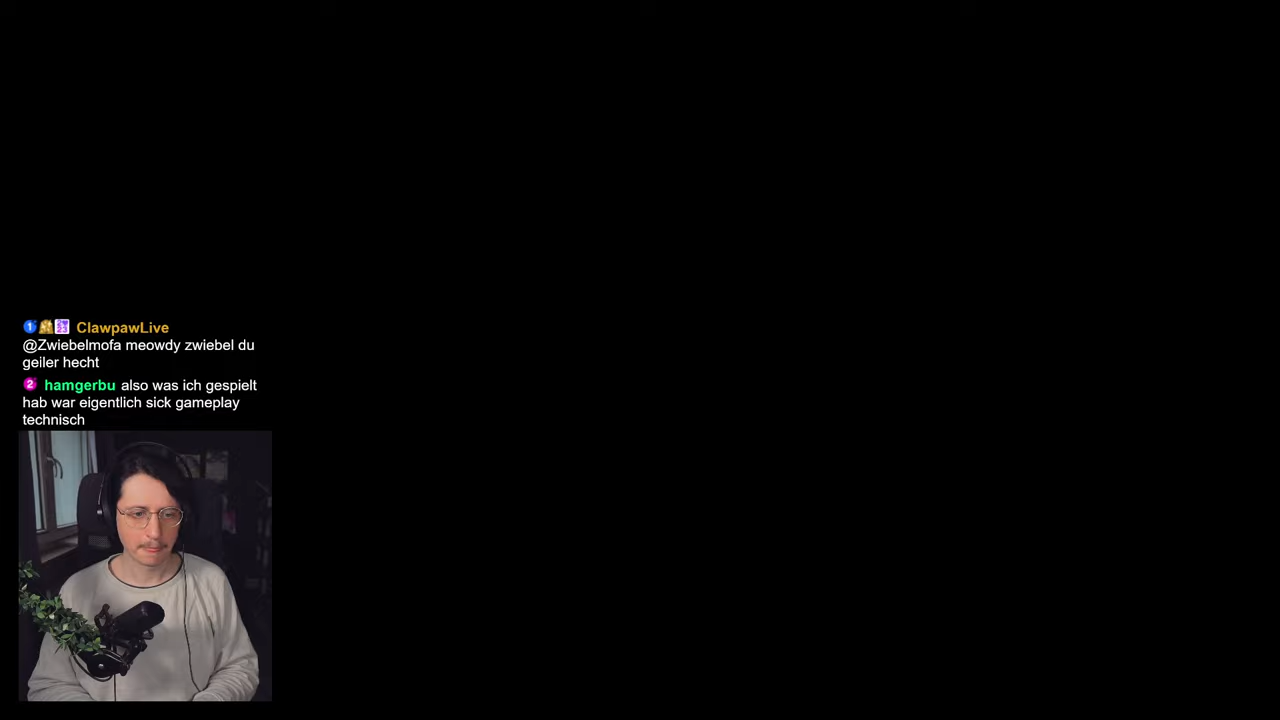 ClawpawLive
@Zwiebelmofa meowdy zwiebel du
geiler hecht
hamgerbu also was ich gespielt
hab war eigentlich sick gameplay
technisch